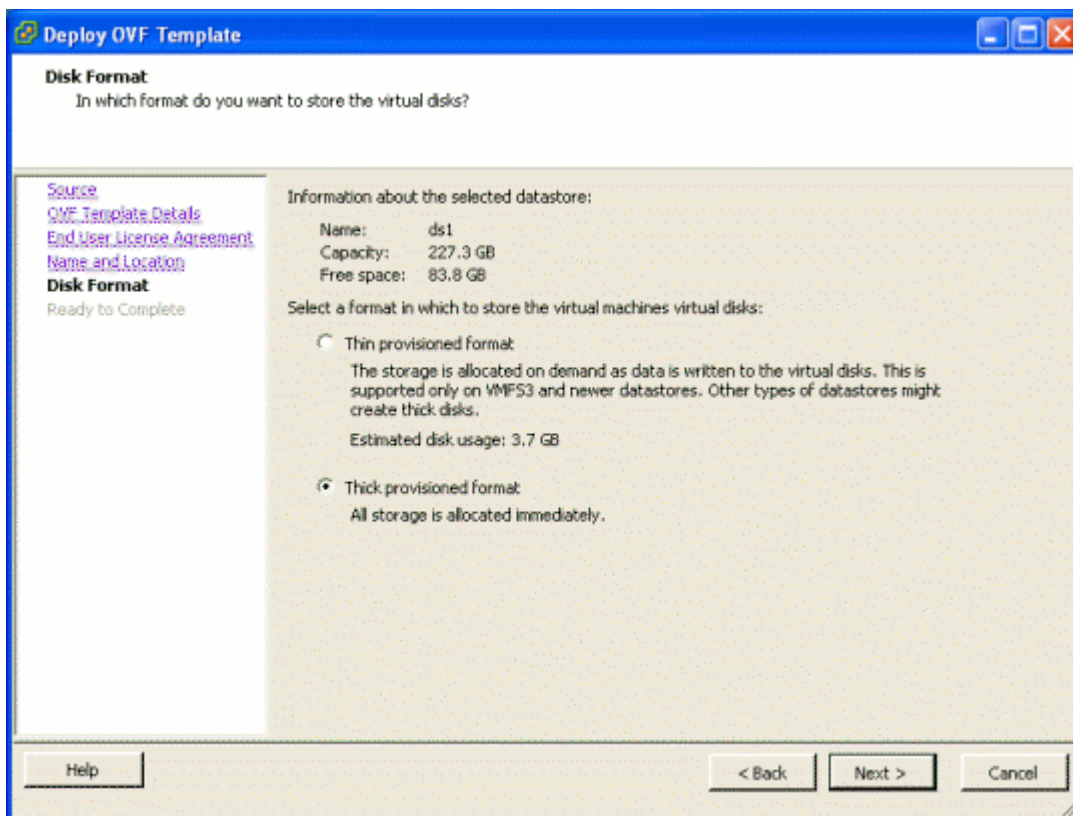 Deploy OVF Template
Disk Format
In which format do you want to store the virtual disks?
Source
OVF Template Details
End User License Agreement
Name and Location
Disk Format
Ready to Complete
Information about the selected datastore:
Name: ds1
Capacity: 227.3 GB
Free space: 83.8 GB
Select a format in which to store the virtual machines virtual disks:
Thin provisioned format
The storage is allocated on demand as data is written to the virtual disks. This is
supported only on VMFS3 and newer datastores. Other types of datastores might
create thick disks.
Estimated disk usage: 3.7 GB
Thick provisioned format
All storage is allocated immediately.
Help
< Back
Next >
Cancel